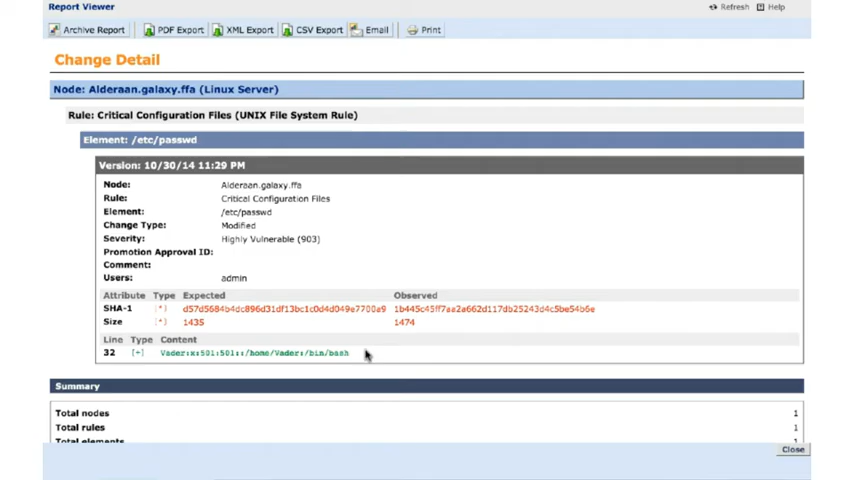 Report Viewer
Refresh Help
Archive Report PDF Export XML Export CSV Export Email Print
Change Detail
Node: Alderaan.galaxy.ffa (Linux Server)
Rule: Critical Configuration Files (UNIX File System Rule)
Element: /etc/passwd
Version: 10/30/14 11:29 PM
Node: Alderaan.galaxy.ffa
Rule: Critical Configuration Files
Element: /etc/passwd
Change Type: Modified
Severity: Highly Vulnerable (903)
Promotion Approval ID:
Comment:
Users: admin
Attribute Type Expected Observed
SHA-1 [*] d57d5684b4dc896d31df13bc1c0d4d049e7700a9 1b445c45ff7aa2a662d117db25243d4c5be54b6e
Size [*] 1435 1474
Line Type Content
32 [+] Vader:x:501:501::/home/Vader:/bin/bash
Summary
Total nodes 1
Total rules 1
Total elements
Close